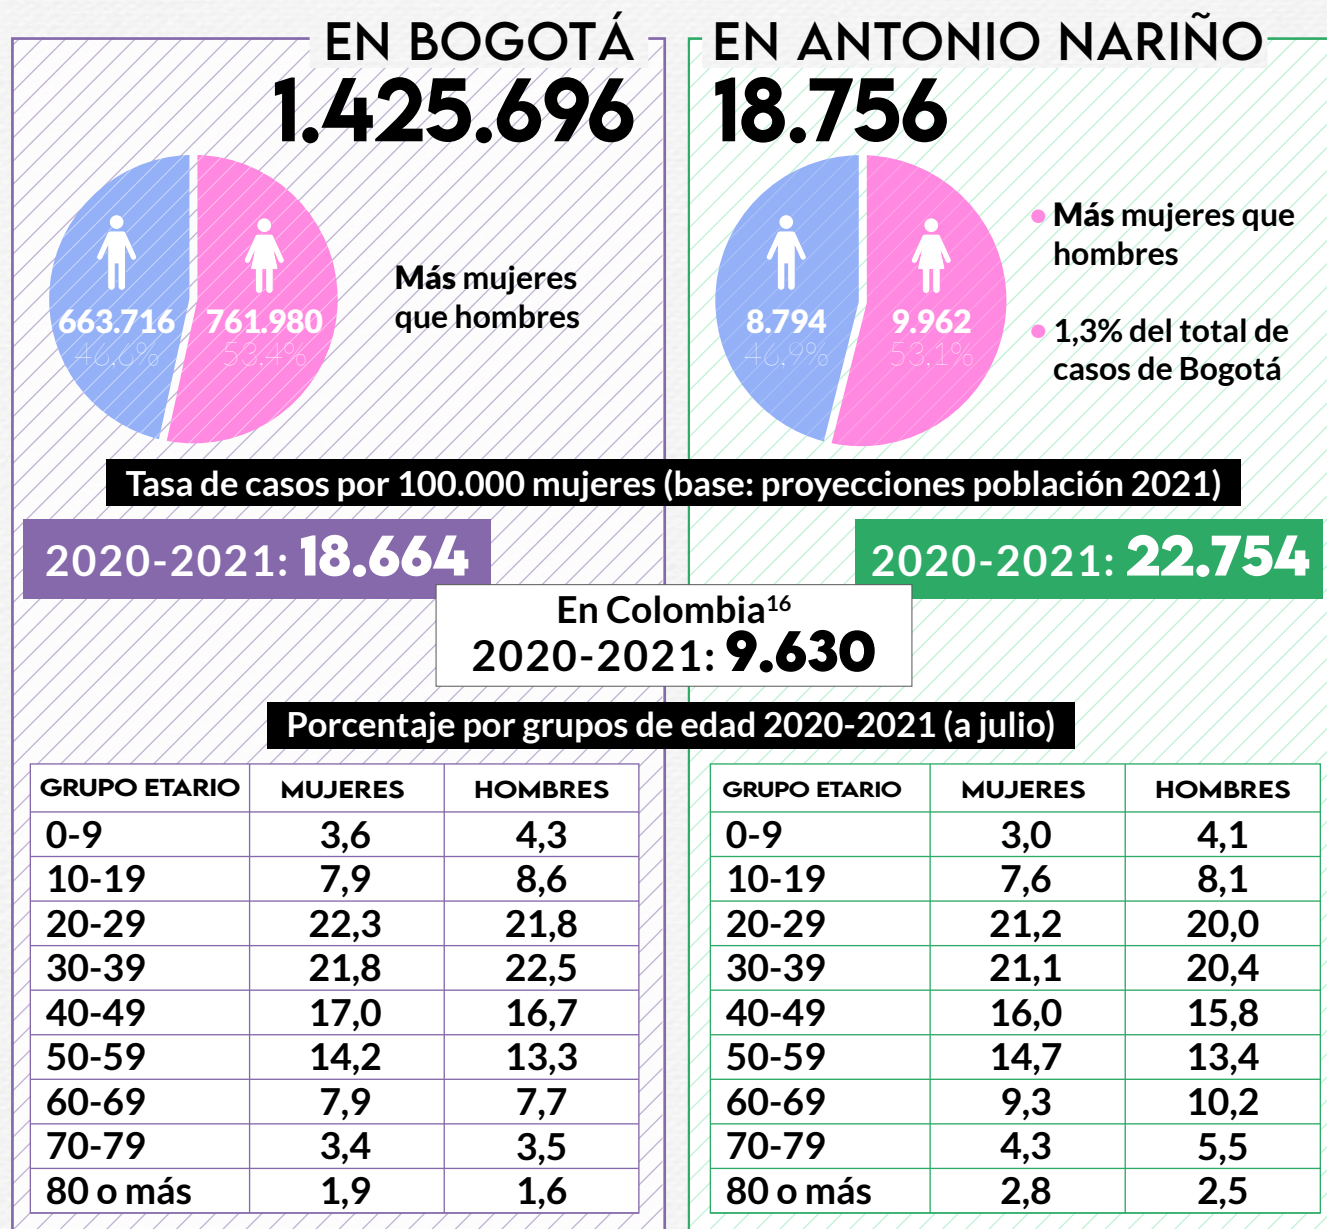 EN BOGOTÁ
1.425.696
663.716
46,6%
761.980
53,4%
Más mujeres
que hombres
EN ANTONIO NARIÑO
18.756
8.794
46,9%
9.962
53,1%
Más mujeres que
hombres
1,3% del total de
casos de Bogotá
Tasa de casos por 100.000 mujeres (base: proyecciones población 2021)
2020-2021: 18.664
2020-2021: 22.754
En Colombia¹⁶
2020-2021: 9.630
Porcentaje por grupos de edad 2020-2021 (a julio)
GRUPO ETARIO MUJERES HOMBRES
0-9 3,6 4,3
10-19 7,9 8,6
20-29 22,3 21,8
30-39 21,8 22,5
40-49 17,0 16,7
50-59 14,2 13,3
60-69 7,9 7,7
70-79 3,4 3,5
80 o más 1,9 1,6
GRUPO ETARIO MUJERES HOMBRES
0-9 3,0 4,1
10-19 7,6 8,1
20-29 21,2 20,0
30-39 21,1 20,4
40-49 16,0 15,8
50-59 14,7 13,4
60-69 9,3 10,2
70-79 4,3 5,5
80 o más 2,8 2,5